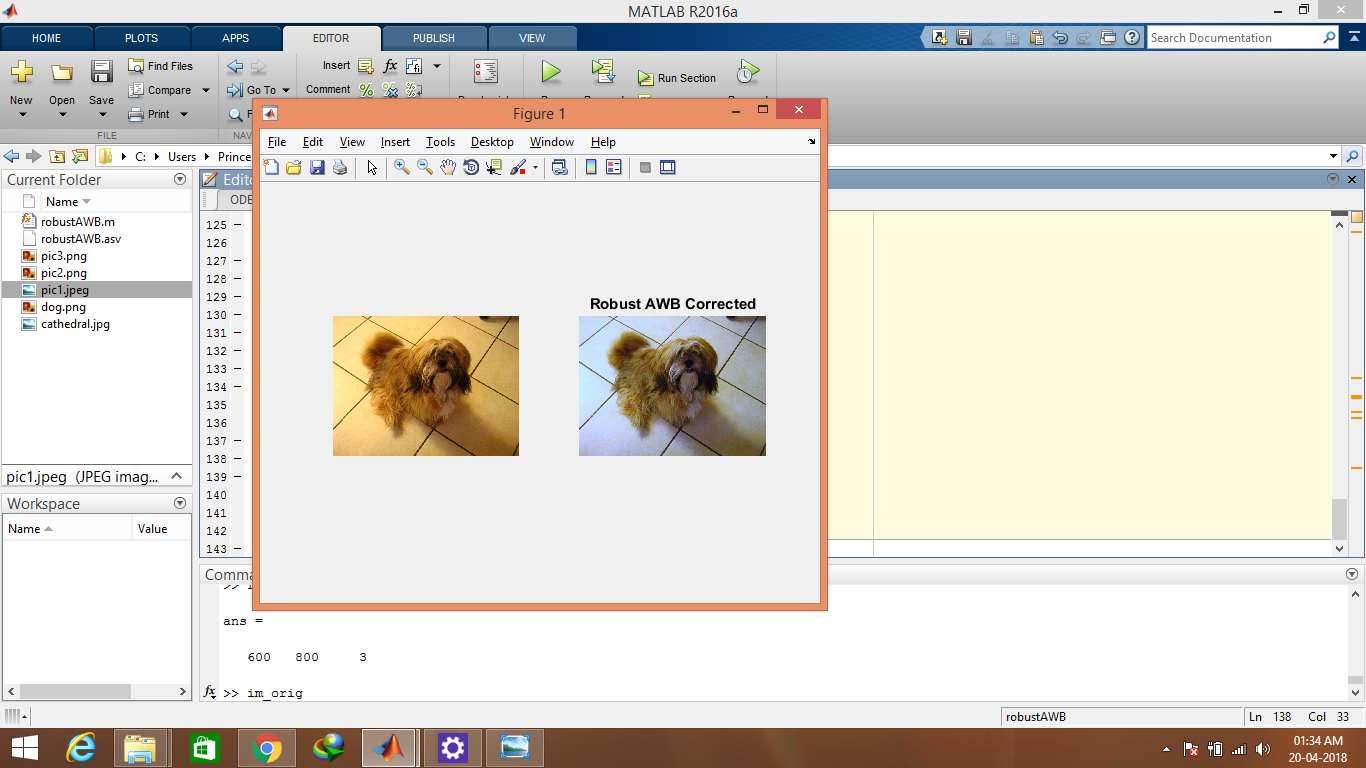 MATLAB R2016a
HOME PLOTS APPS EDITOR PUBLISH VIEW
Search Documentation
New Open Save
Find Files
Compare
Print
Go To
Insert
Comment
Run Section
FILE
C: Users Prince
Current Folder
Name
robustAWB.m
robustAWB.asv
pic3.png
pic2.png
pic1.jpeg
dog.png
cathedral.jpg
pic1.jpeg (JPEG imag...
Workspace
Name Value
125
126
127
128
129
130
131
132
133
134
135
136
137
138
139
140
141
142
143
Figure 1
File Edit View Insert Tools Desktop Window Help
Robust AWB Corrected
ans =
600 800 3
>> im_orig
robustAWB
Ln 138 Col 33
01:34 AM
20-04-2018